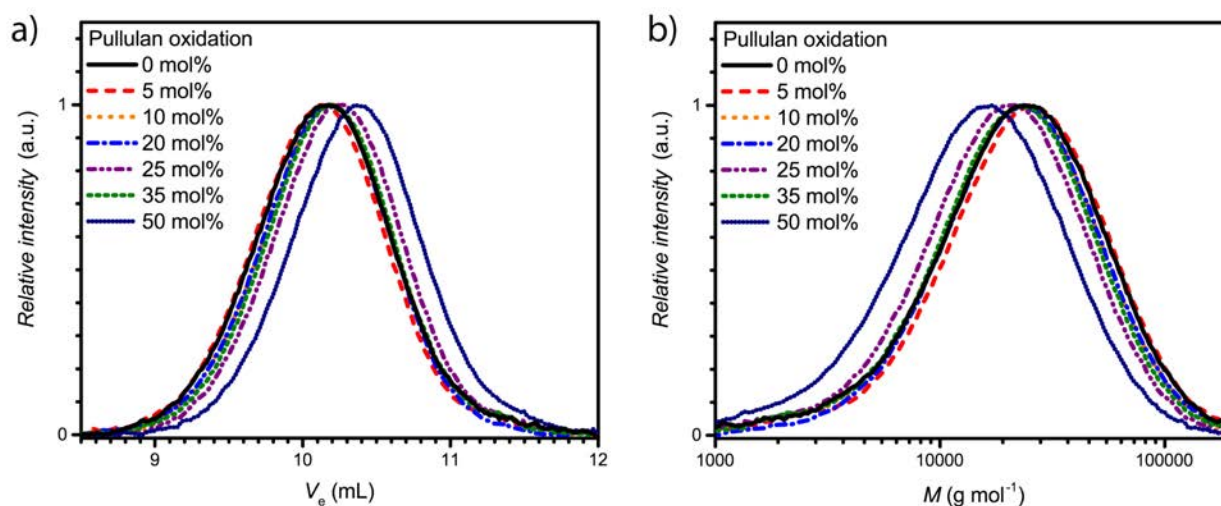 a)
Pullulan oxidation
0 mol%
5 mol%
10 mol%
20 mol%
25 mol%
35 mol%
50 mol%
1
0
Relative intensity (a.u.)
9 10 11 12
Vₑ (mL)
b)
Pullulan oxidation
0 mol%
5 mol%
10 mol%
20 mol%
25 mol%
35 mol%
50 mol%
1
0
Relative intensity (a.u.)
1000 10000 100000
M (g mol⁻¹)